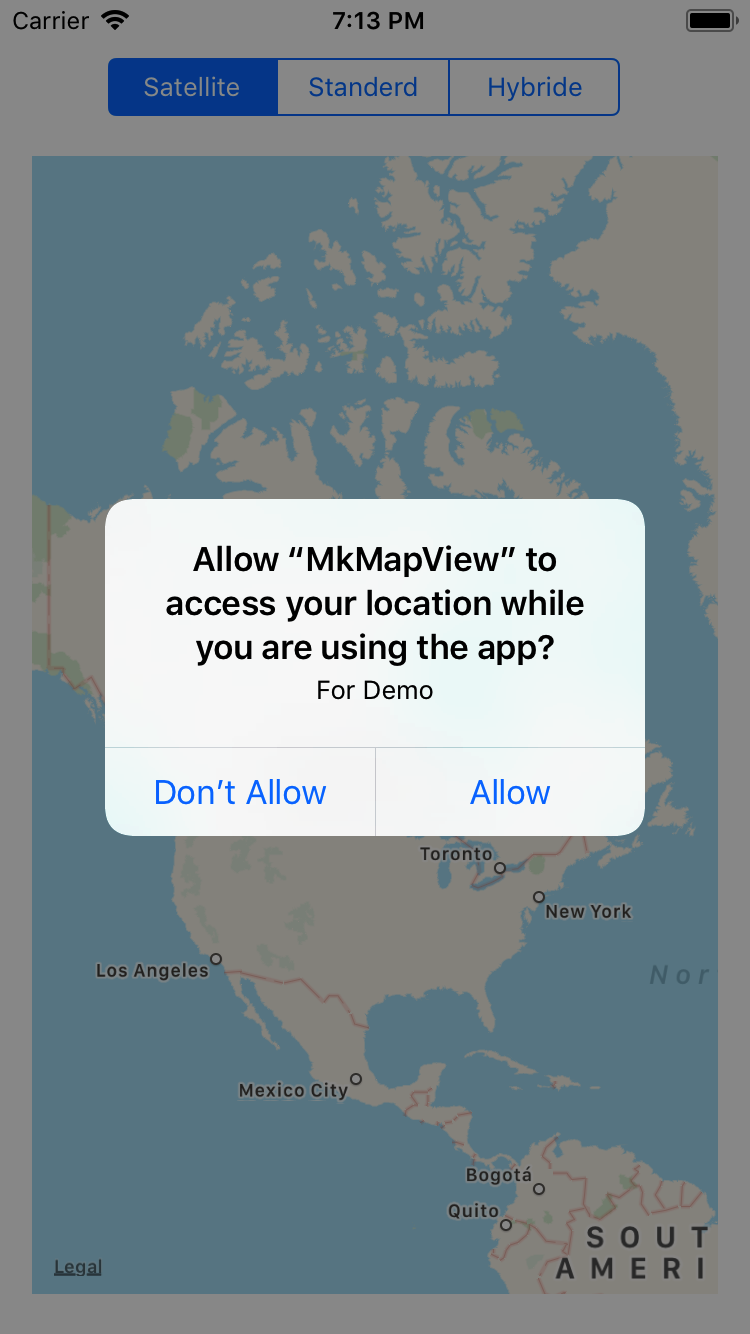 Carrier 7:13 PM
Satellite Standerd Hybride
Allow “MkMapView” to
access your location while
you are using the app?
For Demo
Don’t Allow Allow
Toronto
New York
Los Angeles
Nor
Mexico City
Bogotá
Quito
SOUT
AMERI
Legal